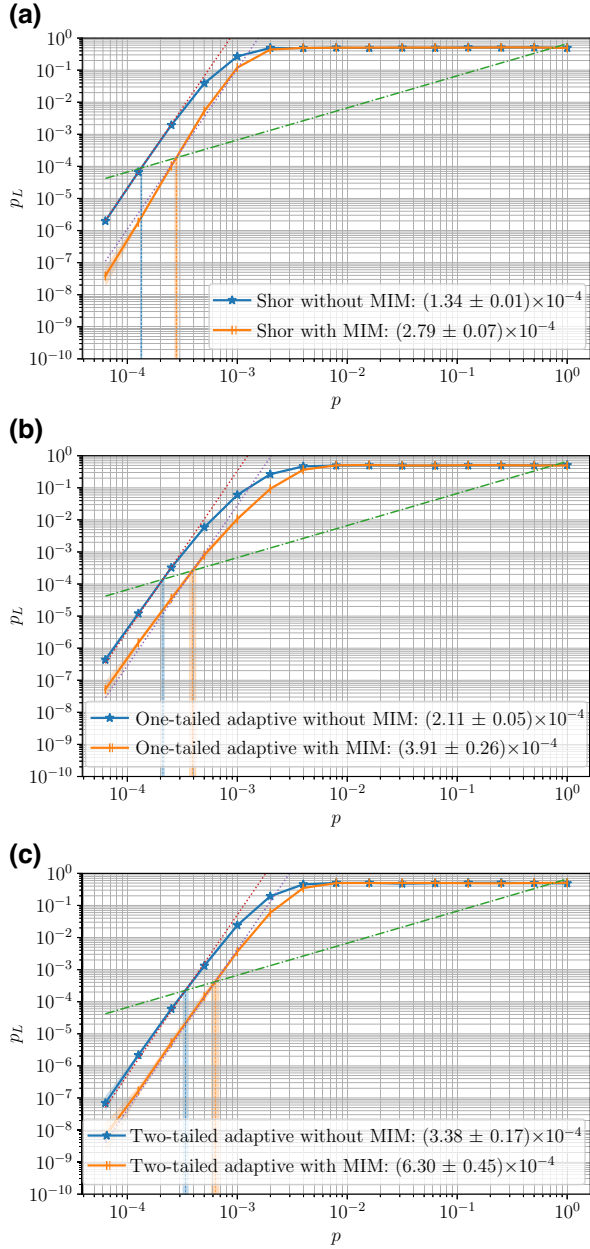 (a)
10^0
10^-1
10^-2
10^-3
10^-4
10^-5
10^-6
10^-7
10^-8
10^-9
10^-10
p_L
Shor without MIM: (1.34 ± 0.01)×10^-4
Shor with MIM: (2.79 ± 0.07)×10^-4
10^-4 10^-3 10^-2 10^-1 10^0
p
(b)
10^0
10^-1
10^-2
10^-3
10^-4
10^-5
10^-6
10^-7
10^-8
10^-9
10^-10
p_L
One-tailed adaptive without MIM: (2.11 ± 0.05)×10^-4
One-tailed adaptive with MIM: (3.91 ± 0.26)×10^-4
10^-4 10^-3 10^-2 10^-1 10^0
p
(c)
10^0
10^-1
10^-2
10^-3
10^-4
10^-5
10^-6
10^-7
10^-8
10^-9
10^-10
p_L
Two-tailed adaptive without MIM: (3.38 ± 0.17)×10^-4
Two-tailed adaptive with MIM: (6.30 ± 0.45)×10^-4
10^-4 10^-3 10^-2 10^-1 10^0
p